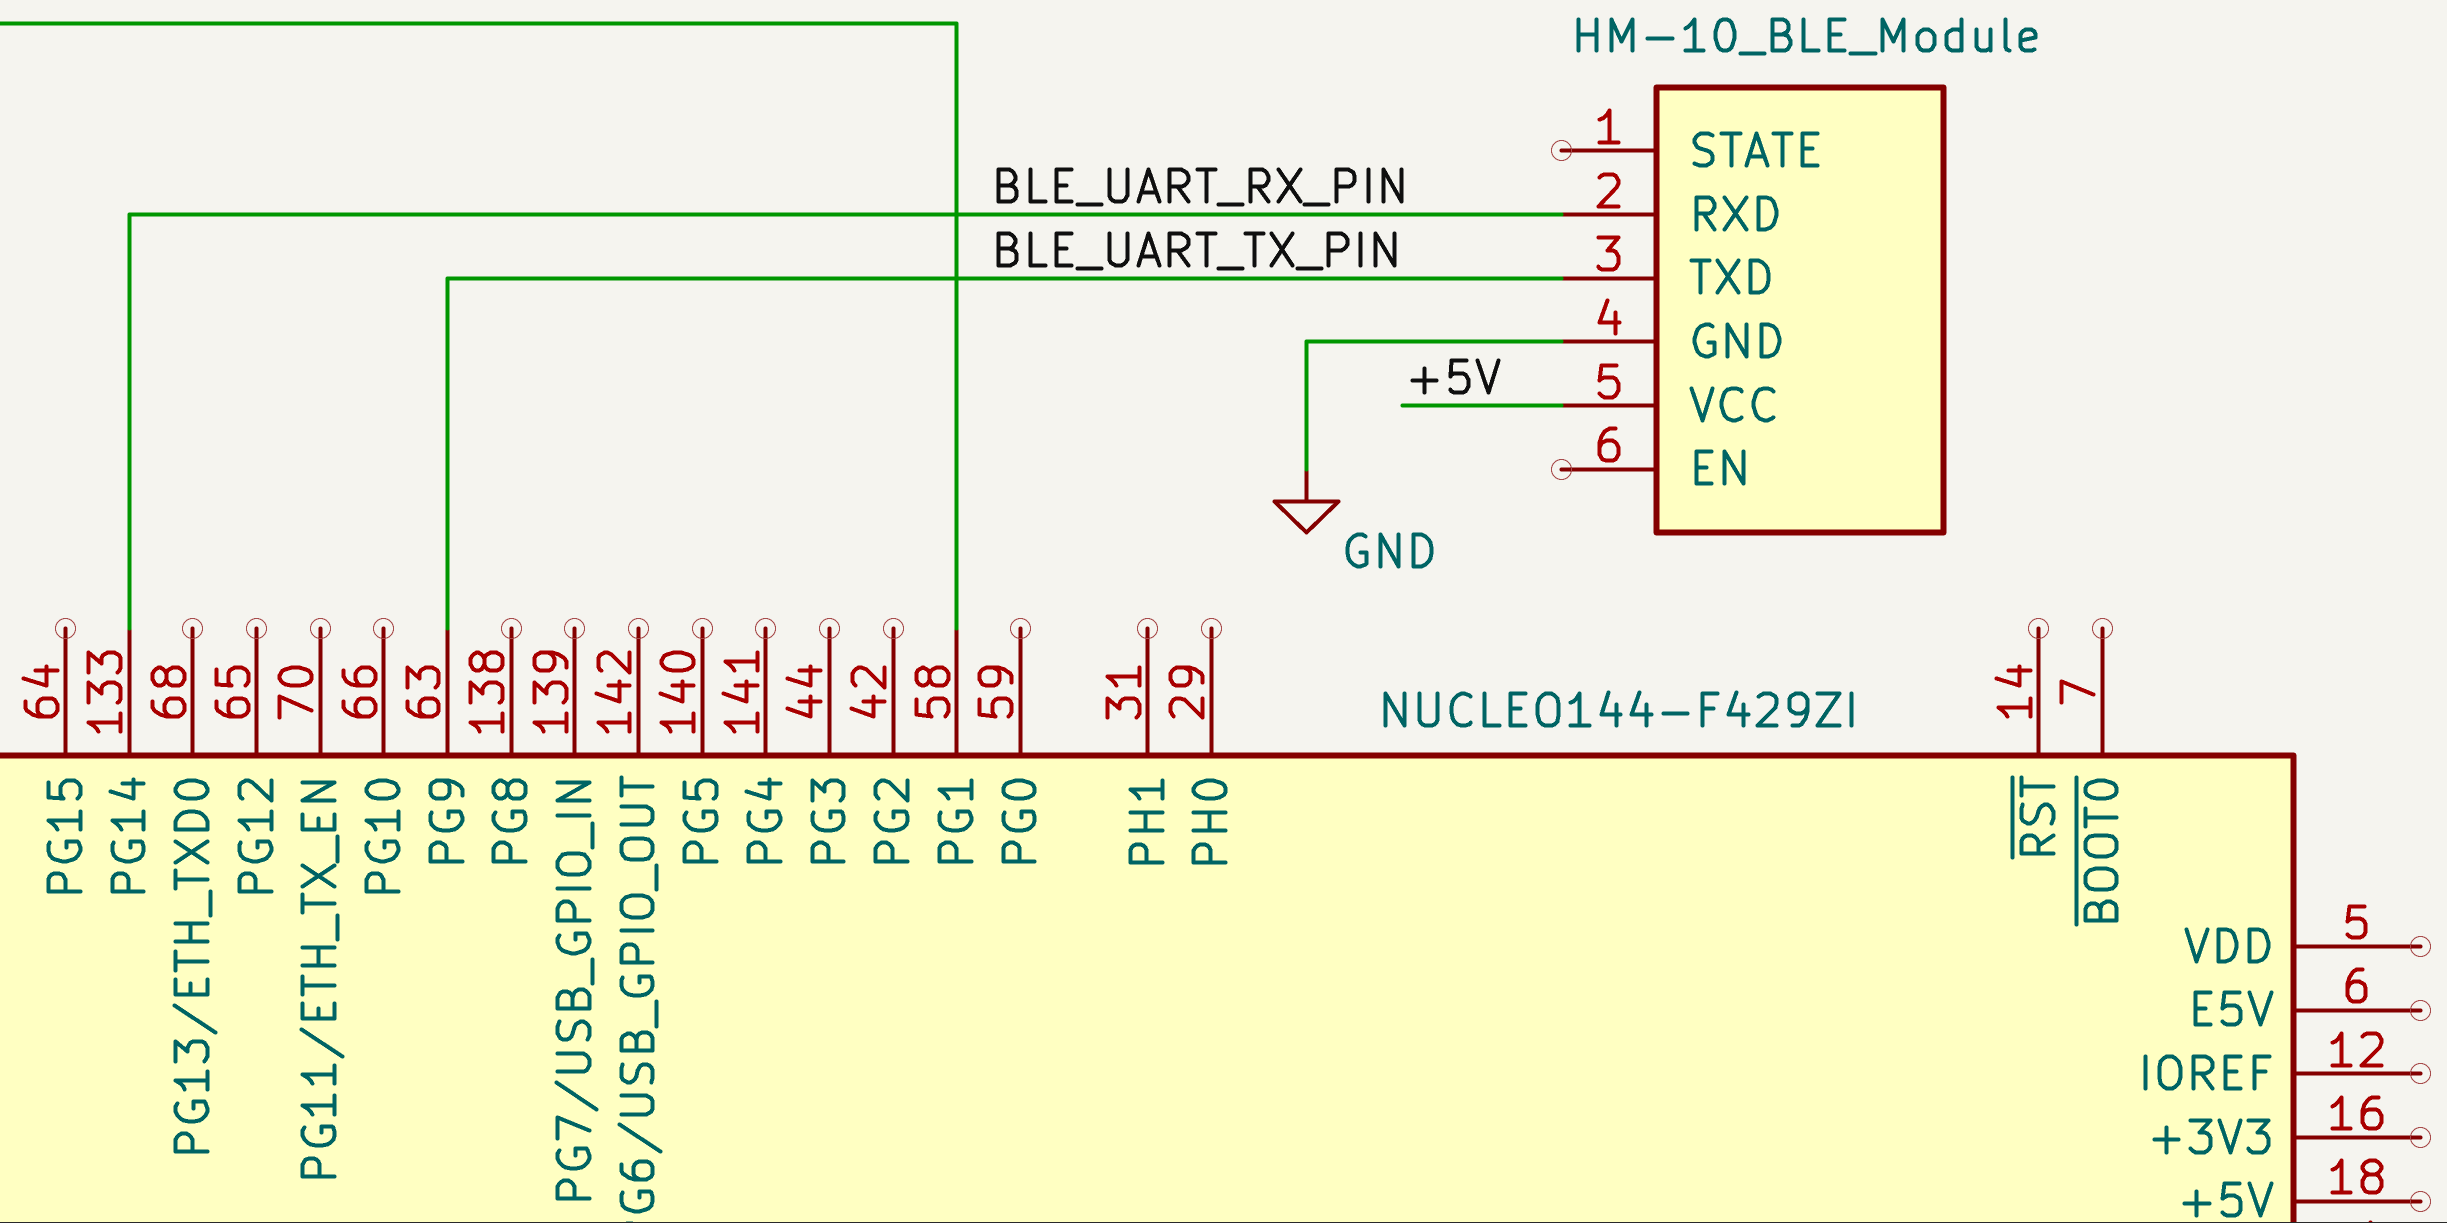 HM-10_BLE_Module
1
STATE
BLE_UART_RX_PIN
2
RXD
BLE_UART_TX_PIN
3
TXD
4
GND
+5V
5
VCC
6
EN
GND
64
133
68
65
70
66
63
138
139
142
140
141
44
42
58
59
31
29
NUCLEO144-F429ZI
14
7
PG15
PG14
PG13/ETH_TXD0
PG12
PG11/ETH_TX_EN
PG10
PG9
PG8
PG7/USB_GPIO_IN
G6/USB_GPIO_OUT
PG5
PG4
PG3
PG2
PG1
PG0
PH1
PH0
RST
BOOT0
5
VDD
6
E5V
12
IOREF
16
+3V3
18
+5V